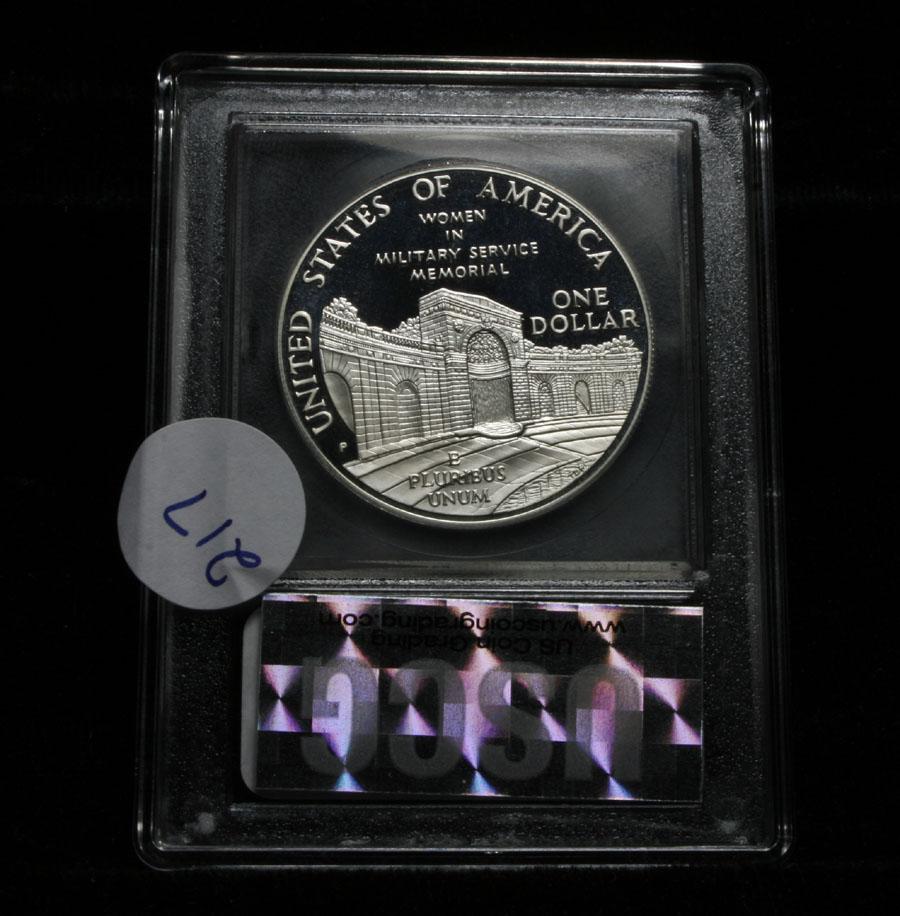 UNITED STATES OF AMERICA
WOMEN
IN
MILITARY SERVICE
MEMORIAL
ONE
DOLLAR
P
E
PLURIBUS
UNUM
217
www.uscoingrading.com
US Coin Grading
USCG